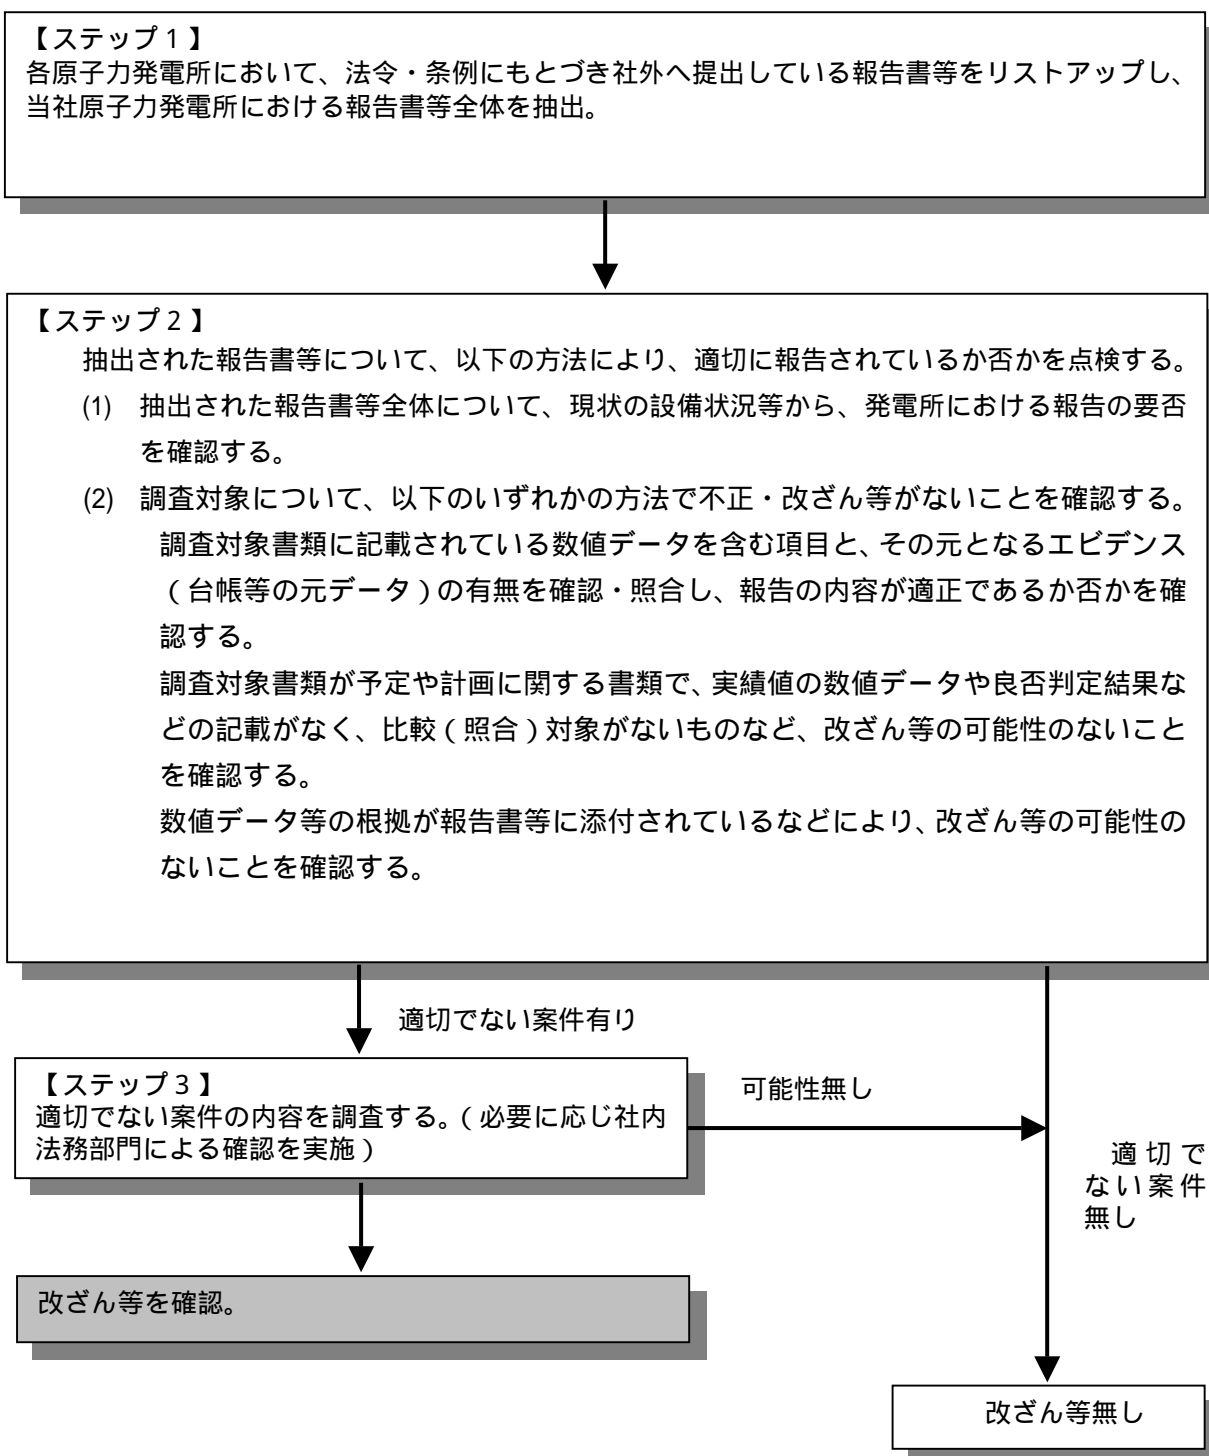 【ステップ１】
各原子力発電所において、法令・条例にもとづき社外へ提出している報告書等をリストアップし、
当社原子力発電所における報告書等全体を抽出。
【ステップ２】
抽出された報告書等について、以下の方法により、適切に報告されているか否かを点検する。
(1) 抽出された報告書等全体について、現状の設備状況等から、発電所における報告の要否
を確認する。
(2) 調査対象について、以下のいずれかの方法で不正・改ざん等がないことを確認する。
調査対象書類に記載されている数値データを含む項目と、その元となるエビデンス
（台帳等の元データ）の有無を確認・照合し、報告の内容が適正であるか否かを確
認する。
調査対象書類が予定や計画に関する書類で、実績値の数値データや良否判定結果な
どの記載がなく、比較（照合）対象がないものなど、改ざん等の可能性のないこと
を確認する。
数値データ等の根拠が報告書等に添付されているなどにより、改ざん等の可能性の
ないことを確認する。
適切でない案件有り
【ステップ３】
適切でない案件の内容を調査する。（必要に応じ社内
法務部門による確認を実施）
可能性無し
適切で
ない案件
無し
改ざん等を確認。
改ざん等無し